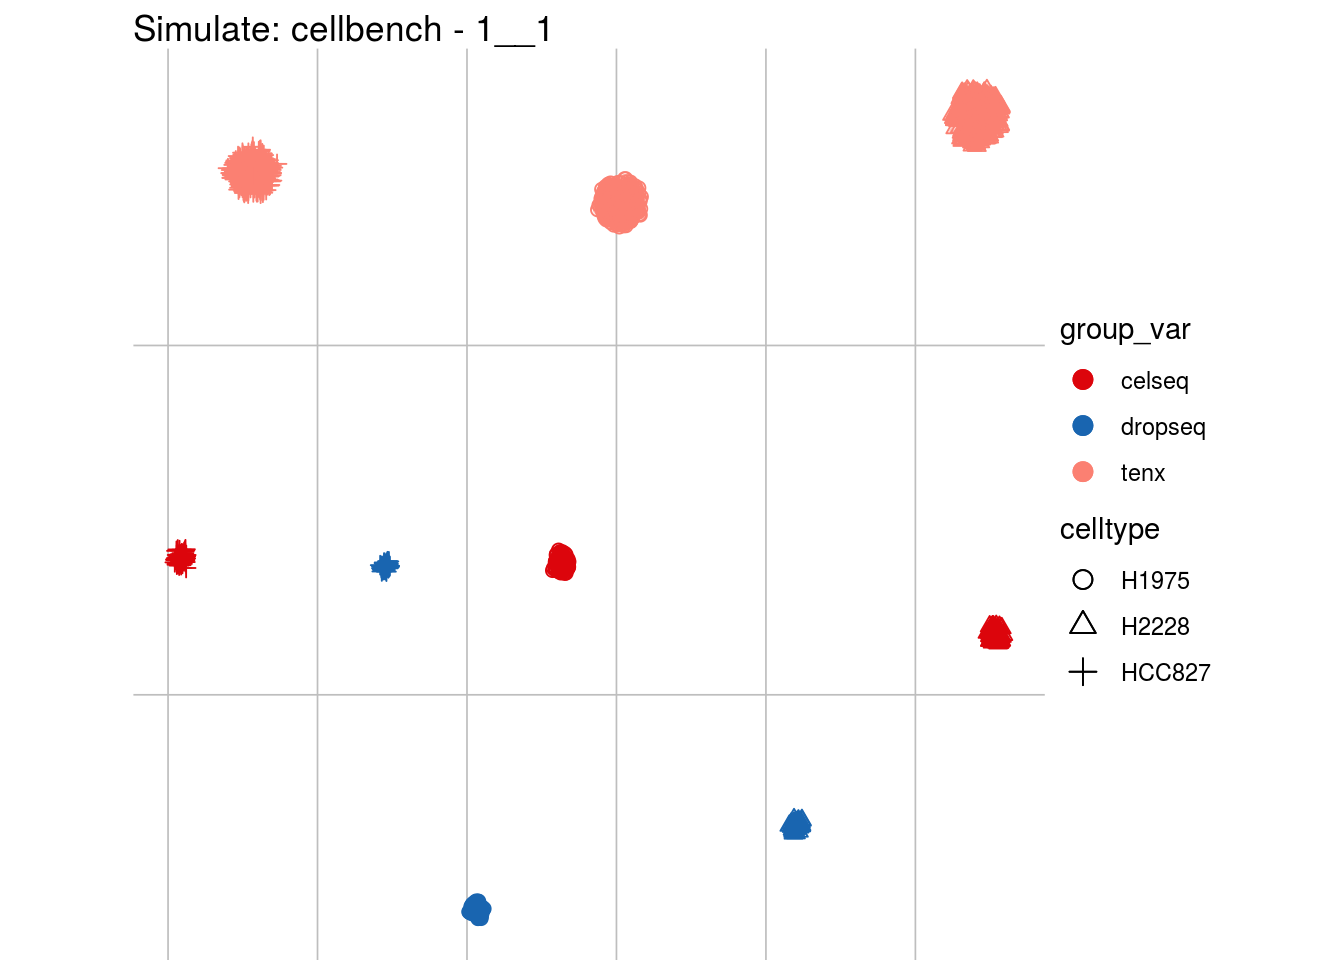 Simulate: cellbench - 1__1
group_var
celseq
dropseq
tenx
celltype
H1975
H2228
HCC827